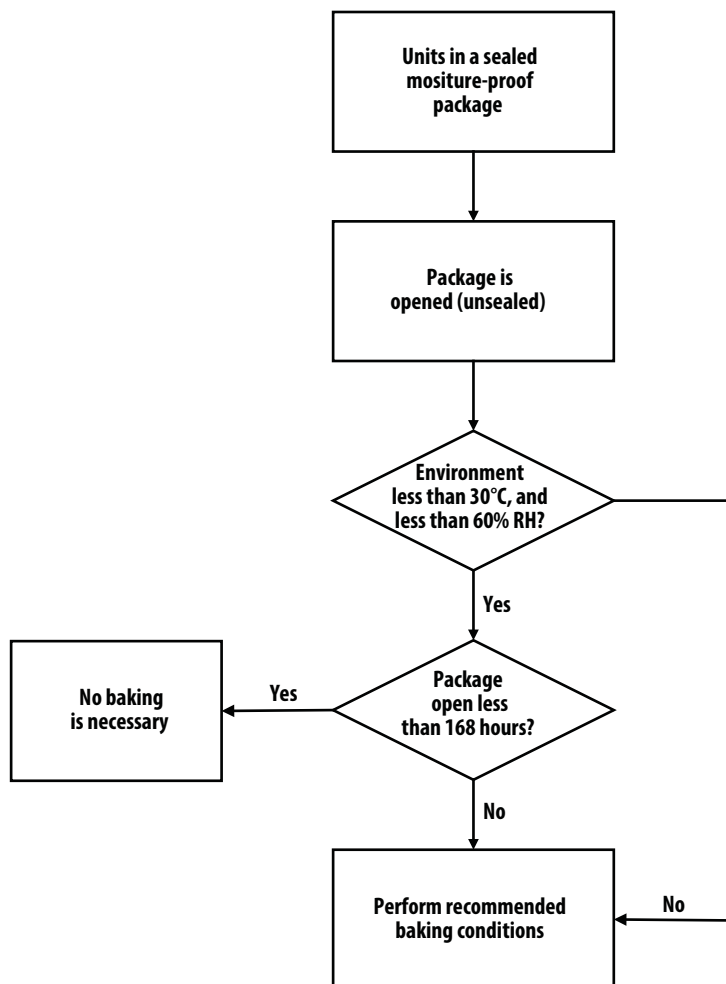 Units in a sealed
mositure-proof
package
Package is
opened (unsealed)
Environment
less than 30°C, and
less than 60% RH?
Yes
Package
open less
than 168 hours?
Yes
No baking
is necessary
No
Perform recommended
baking conditions
No